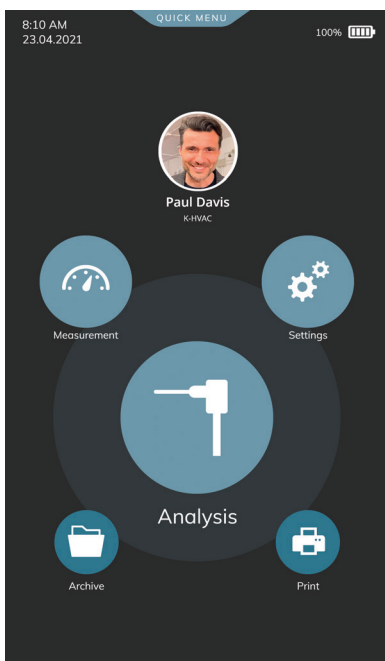 QUICK MENU
8:10 AM
23.04.2021
100%
Paul Davis
K-HVAC
Measurement
Settings
Analysis
Archive
Print